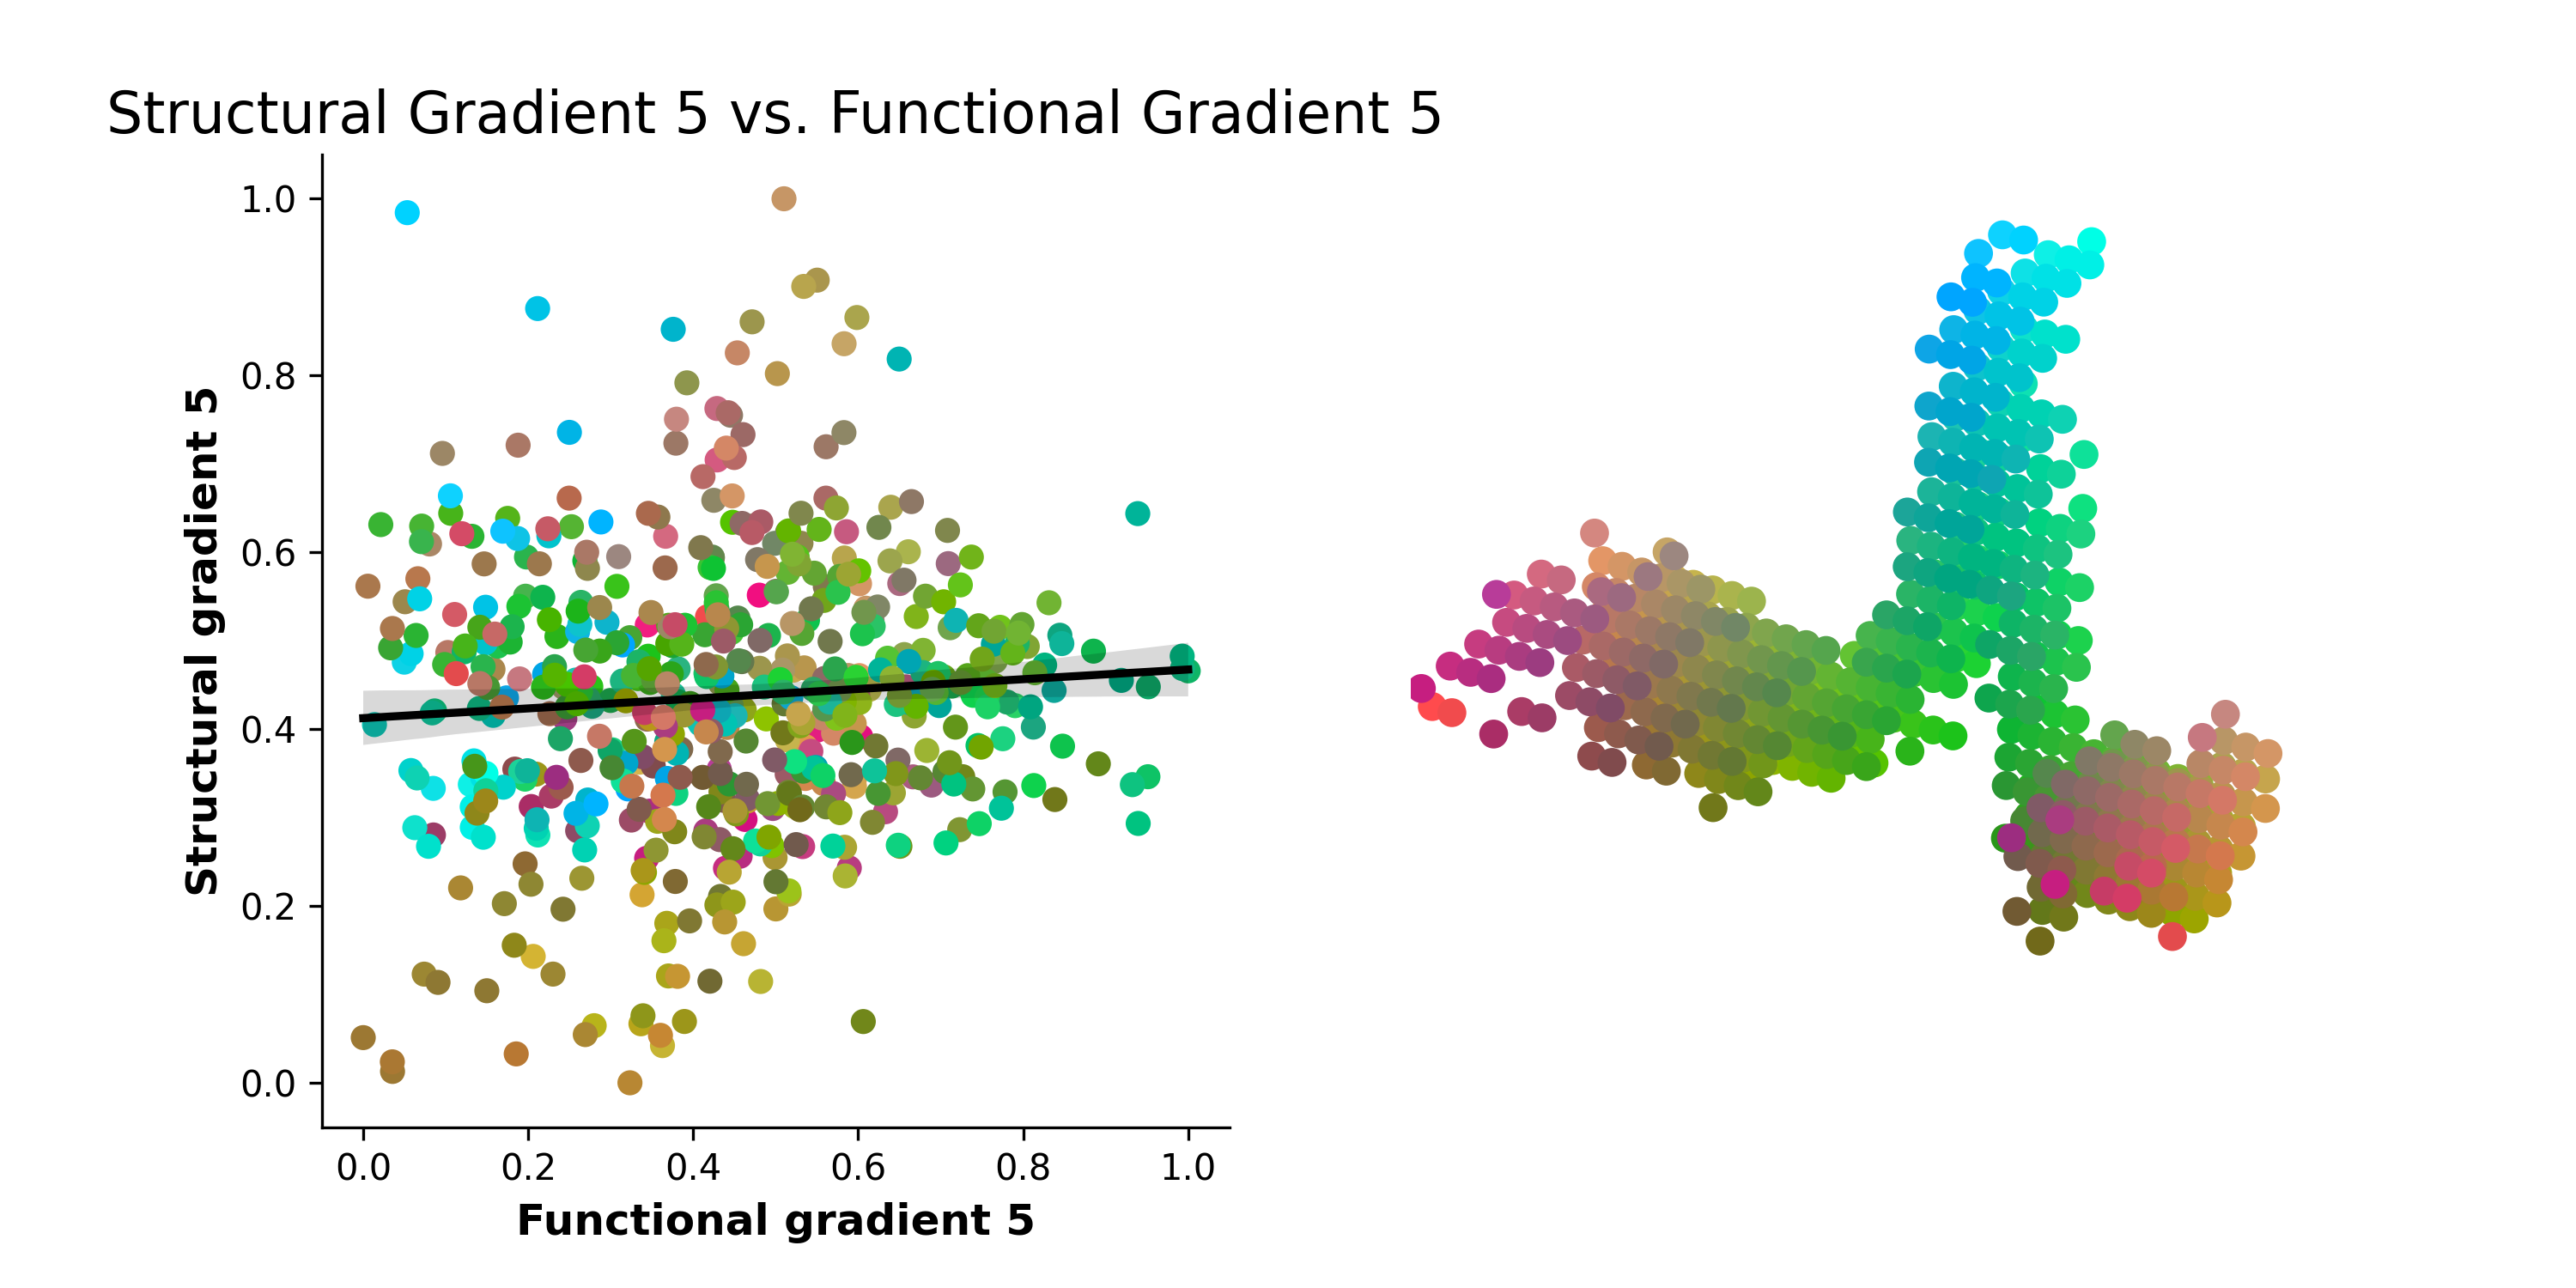 Structural Gradient 5 vs. Functional Gradient 5
Structural gradient 5
1.0
0.8
0.6
0.4
0.2
0.0
0.0 0.2 0.4 0.6 0.8 1.0
Functional gradient 5